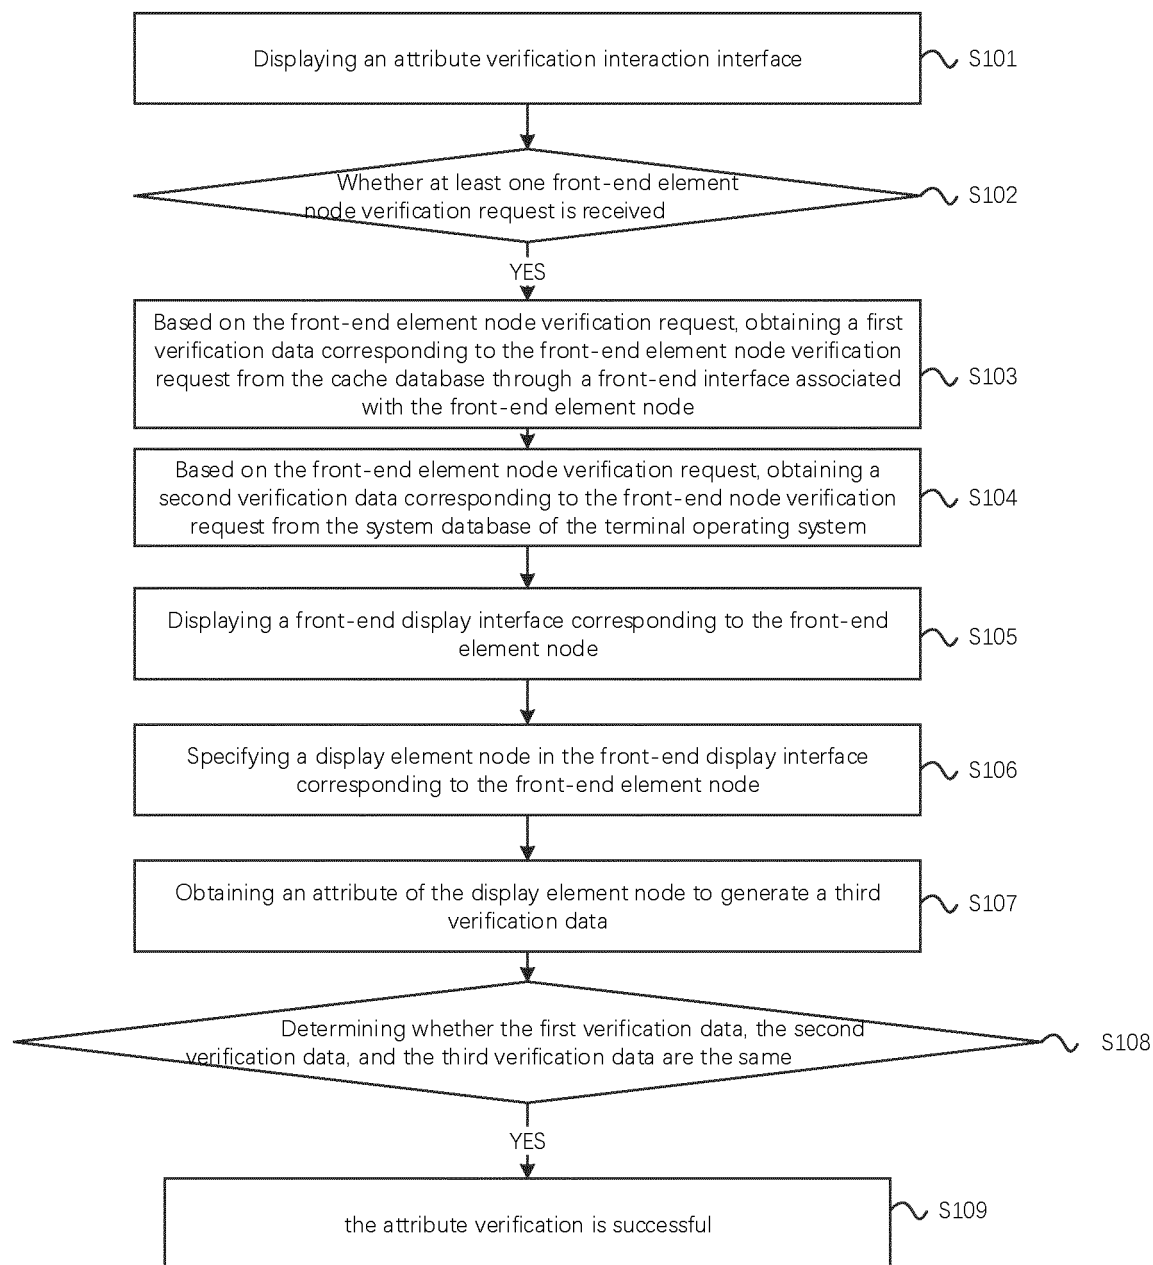 Displaying an attribute verification interaction interface
S101
Whether at least one front-end element
node verification request is received
S102
YES
Based on the front-end element node verification request, obtaining a first
verification data corresponding to the front-end element node verification
request from the cache database through a front-end interface associated
with the front-end element node
S103
Based on the front-end element node verification request, obtaining a
second verification data corresponding to the front-end node verification
request from the system database of the terminal operating system
S104
Displaying a front-end display interface corresponding to the front-end
element node
S105
Specifying a display element node in the front-end display interface
corresponding to the front-end element node
S106
Obtaining an attribute of the display element node to generate a third
verification data
S107
Determining whether the first verification data, the second
verification data, and the third verification data are the same
S108
YES
the attribute verification is successful
S109